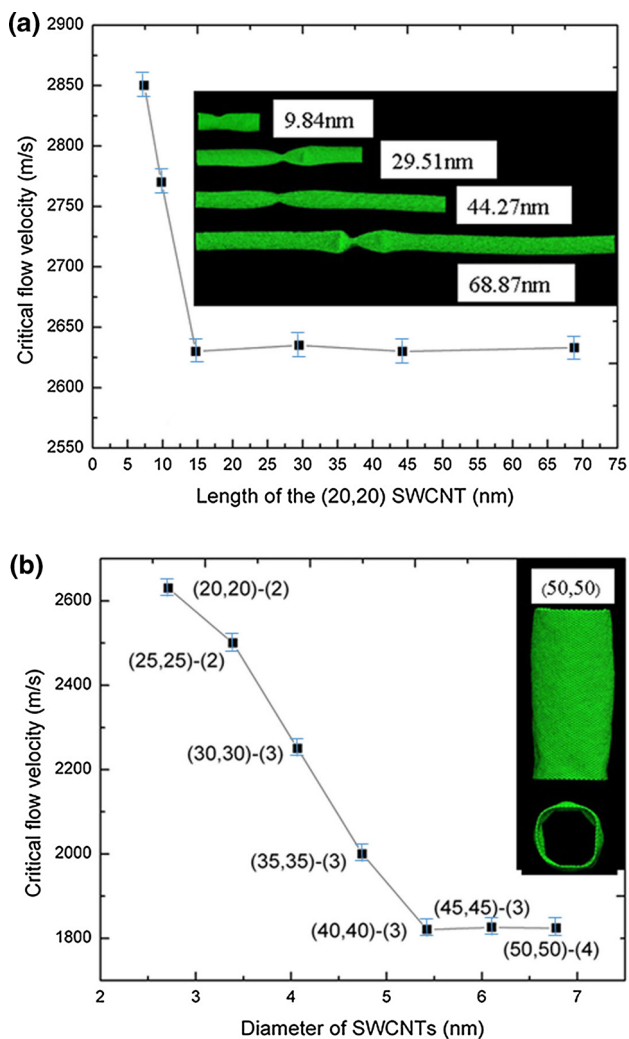 (a)
2900
2850
2800
2750
2700
2650
2600
2550
Critical flow velocity (m/s)
9.84nm
29.51nm
44.27nm
68.87nm
0 5 10 15 20 25 30 35 40 45 50 55 60 65 70 75
Length of the (20,20) SWCNT (nm)
(b)
2600
2400
2200
2000
1800
Critical flow velocity (m/s)
(20,20)-(2)
(25,25)-(2)
(30,30)-(3)
(35,35)-(3)
(40,40)-(3)
(45,45)-(3)
(50,50)-(4)
(50,50)
2 3 4 5 6 7
Diameter of SWCNTs (nm)